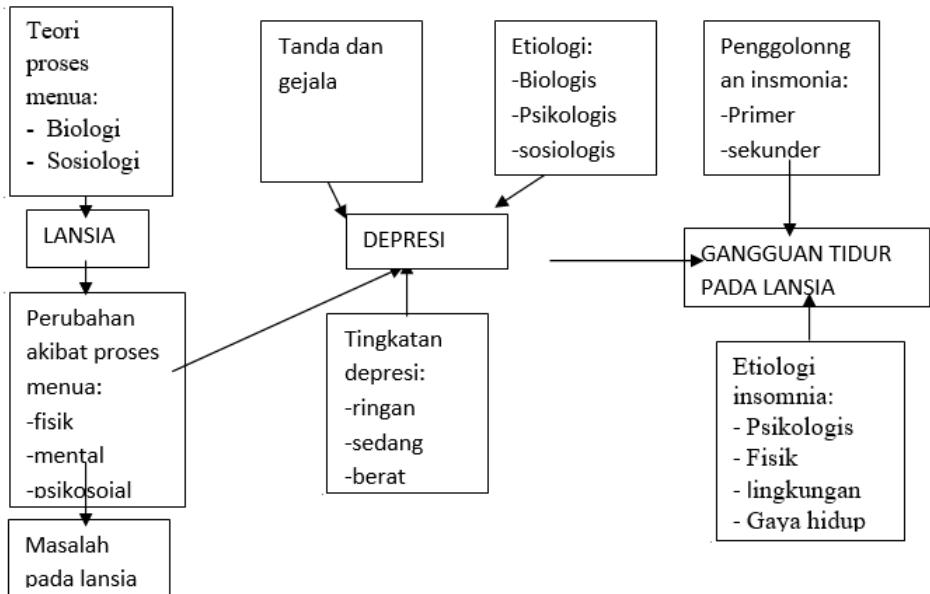 Teori
proses
menua:
- Biologi
- Sosiologi
Tanda dan
gejala
Etiologi:
-Biologis
-Psikologis
-sosiologis
Penggolonng
an insmonia:
-Primer
-sekunder
LANSIA
DEPRESI
GANGGUAN TIDUR
PADA LANSIA
Perubahan
akibat proses
menua:
-fisik
-mental
-psikosoial
Tingkatan
depresi:
-ringan
-sedang
-berat
Etiologi
insomnia:
- Psikologis
- Fisik
- lingkungan
- Gaya hidup
Masalah
pada lansia